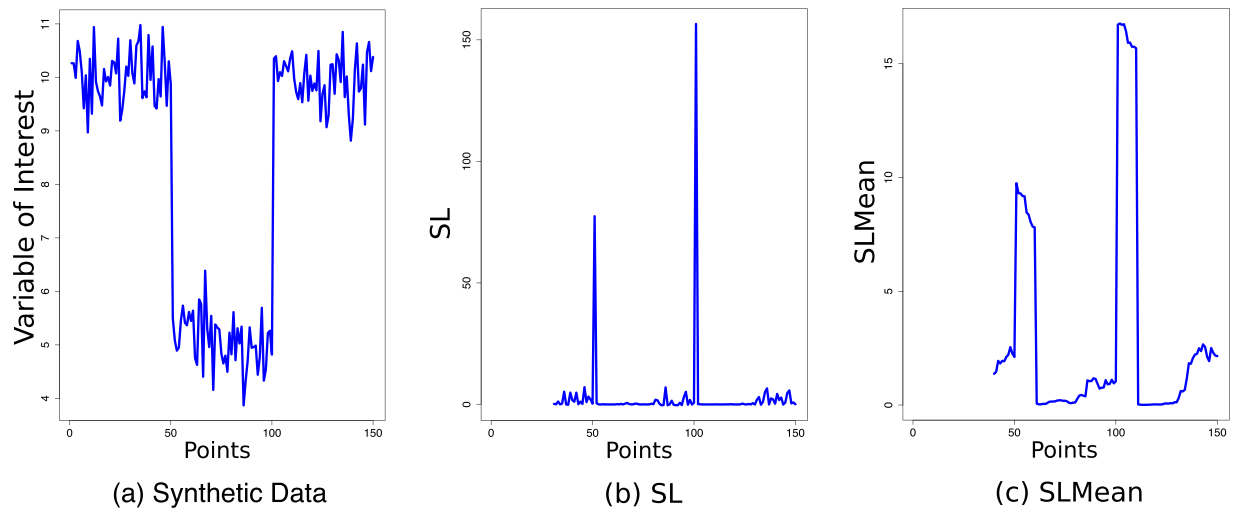 Variable of Interest
4 5 6 7 8 9 10 11
0 50 100 150
Points
(a) Synthetic Data
SL
0 50 100 150
0 50 100 150
Points
(b) SL
SLMean
0 5 10 15
0 50 100 150
Points
(c) SLMean